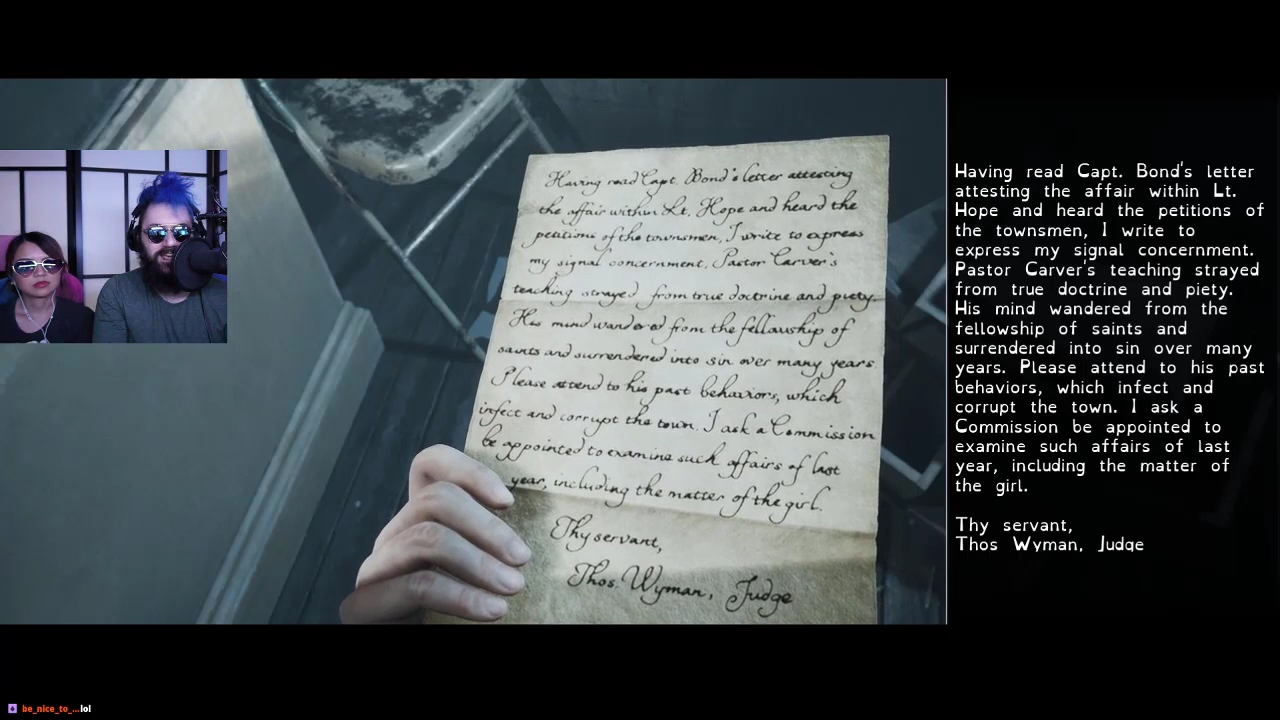 Having read Capt. Bond's letter attesting
the affair within Lt. Hope and heard the
petitions of the townsmen, I write to express
my signal concernment. Pastor Carver's
teaching strayed from true doctrine and piety.
His mind wandered from the fellowship of
saints and surrendered into sin over many years.
Please attend to his past behaviors, which
infect and corrupt the town. I ask a Commission
be appointed to examine such affairs of last
year, including the matter of the girl.
Thy servant,
Thos. Wyman, Judge
Having read Capt. Bond's letter
attesting the affair within Lt.
Hope and heard the petitions of
the townsmen, I write to
express my signal concernment.
Pastor Carver's teaching strayed
from true doctrine and piety.
His mind wandered from the
fellowship of saints and
surrendered into sin over many
years. Please attend to his past
behaviors, which infect and
corrupt the town. I ask a
Commission be appointed to
examine such affairs of last
year, including the matter of
the girl.
Thy servant,
Thos Wyman, Judge
be_nice_to_...lol